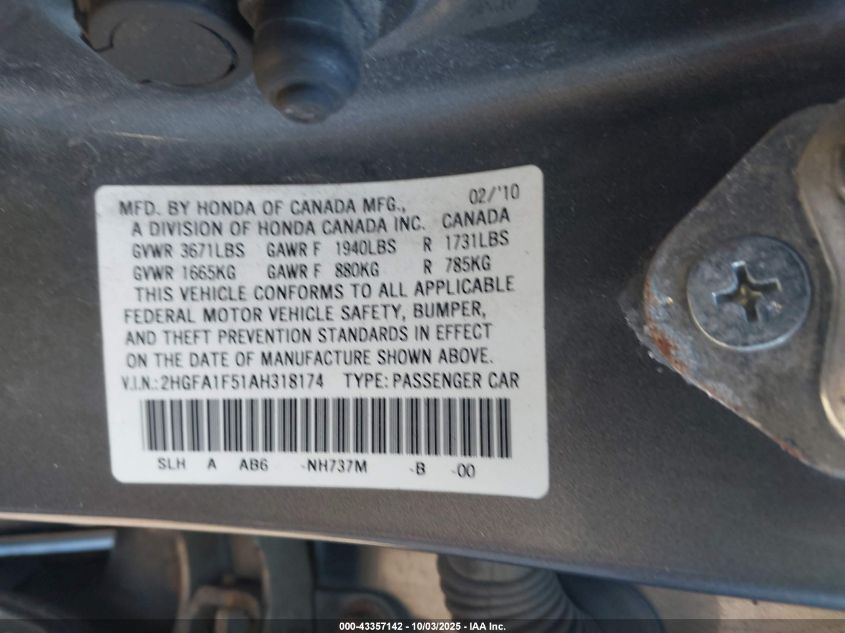 MFD. BY HONDA OF CANADA MFG., 02/'10
A DIVISION OF HONDA CANADA INC. CANADA
GVWR 3671LBS GAWR F 1940LBS R 1731LBS
GVWR 1665KG GAWR F 880KG R 785KG
THIS VEHICLE CONFORMS TO ALL APPLICABLE
FEDERAL MOTOR VEHICLE SAFETY, BUMPER,
AND THEFT PREVENTION STANDARDS IN EFFECT
ON THE DATE OF MANUFACTURE SHOWN ABOVE.
V.I.N.: 2HGFA1F51AH318174 TYPE: PASSENGER CAR
SLH A AB6 -NH737M -B -00
000-43357142 - 10/03/2025 - IAA Inc.